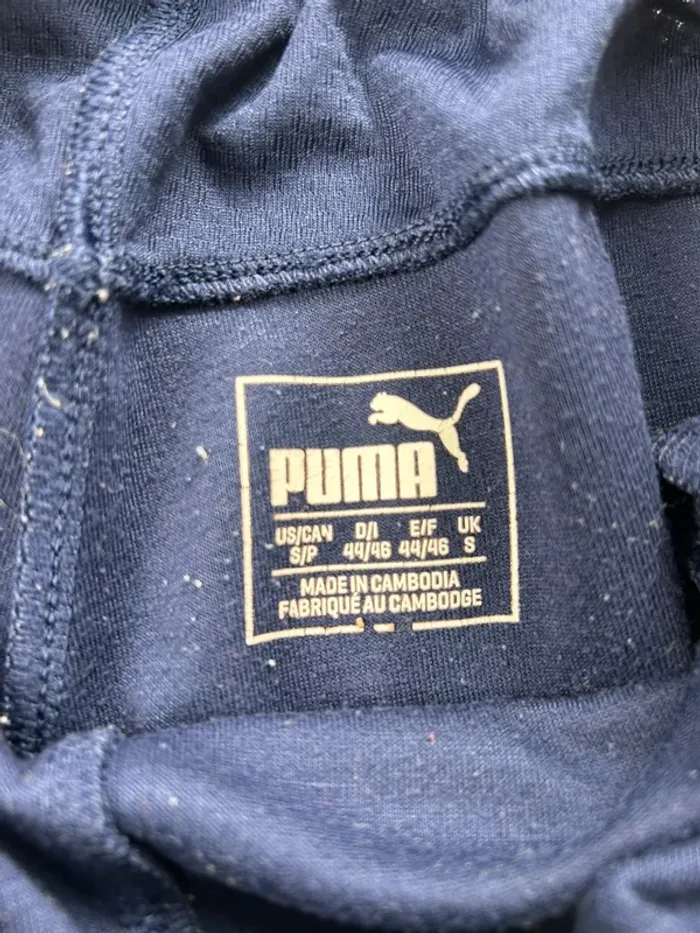 PUMA
US/CAN D/I E/F UK
S/P 44/46 44/46 S
MADE IN CAMBODIA
FABRIQUÉ AU CAMBODGE